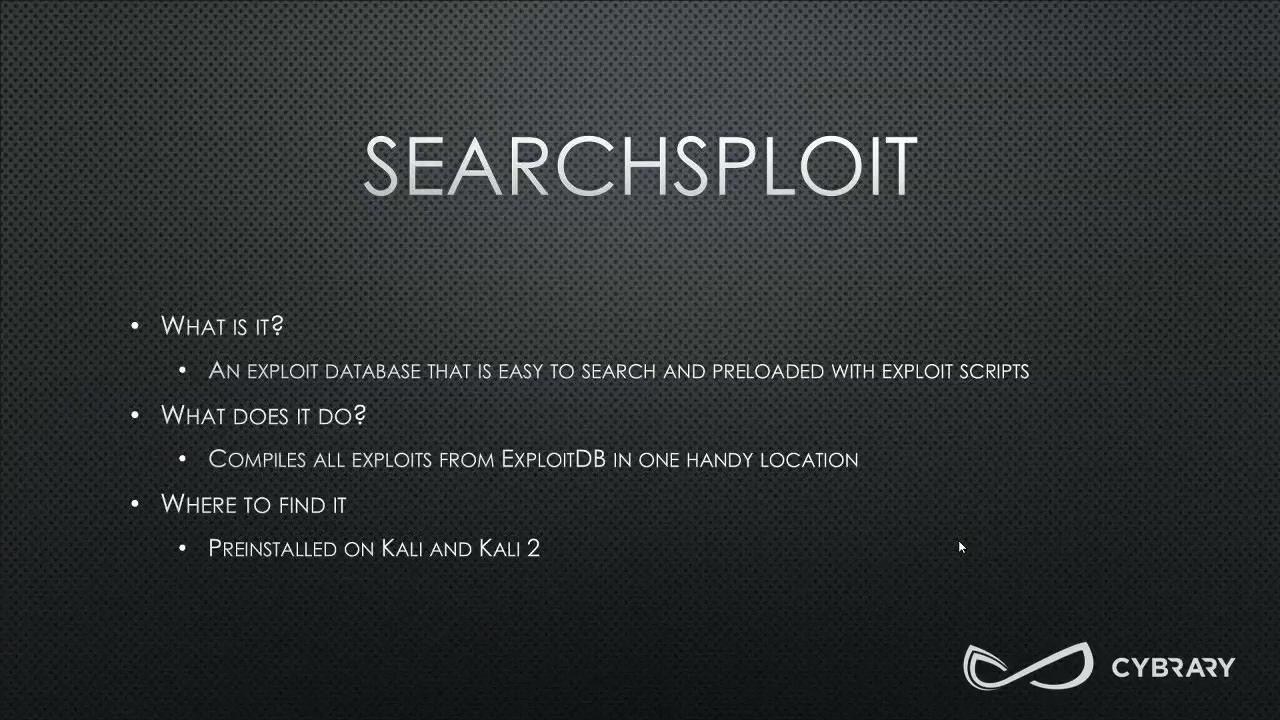 SEARCHSPLOIT
• What is it?
• An exploit database that is easy to search and preloaded with exploit scripts
• What does it do?
• Compiles all exploits from ExploitDB in one handy location
• Where to find it
• Preinstalled on Kali and Kali 2
CYBRARY